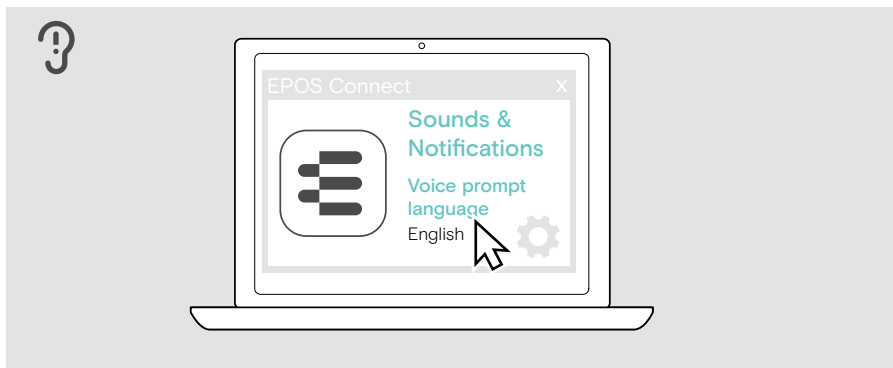 EPOS Connect X
Sounds &
Notifications
Voice prompt
language
English